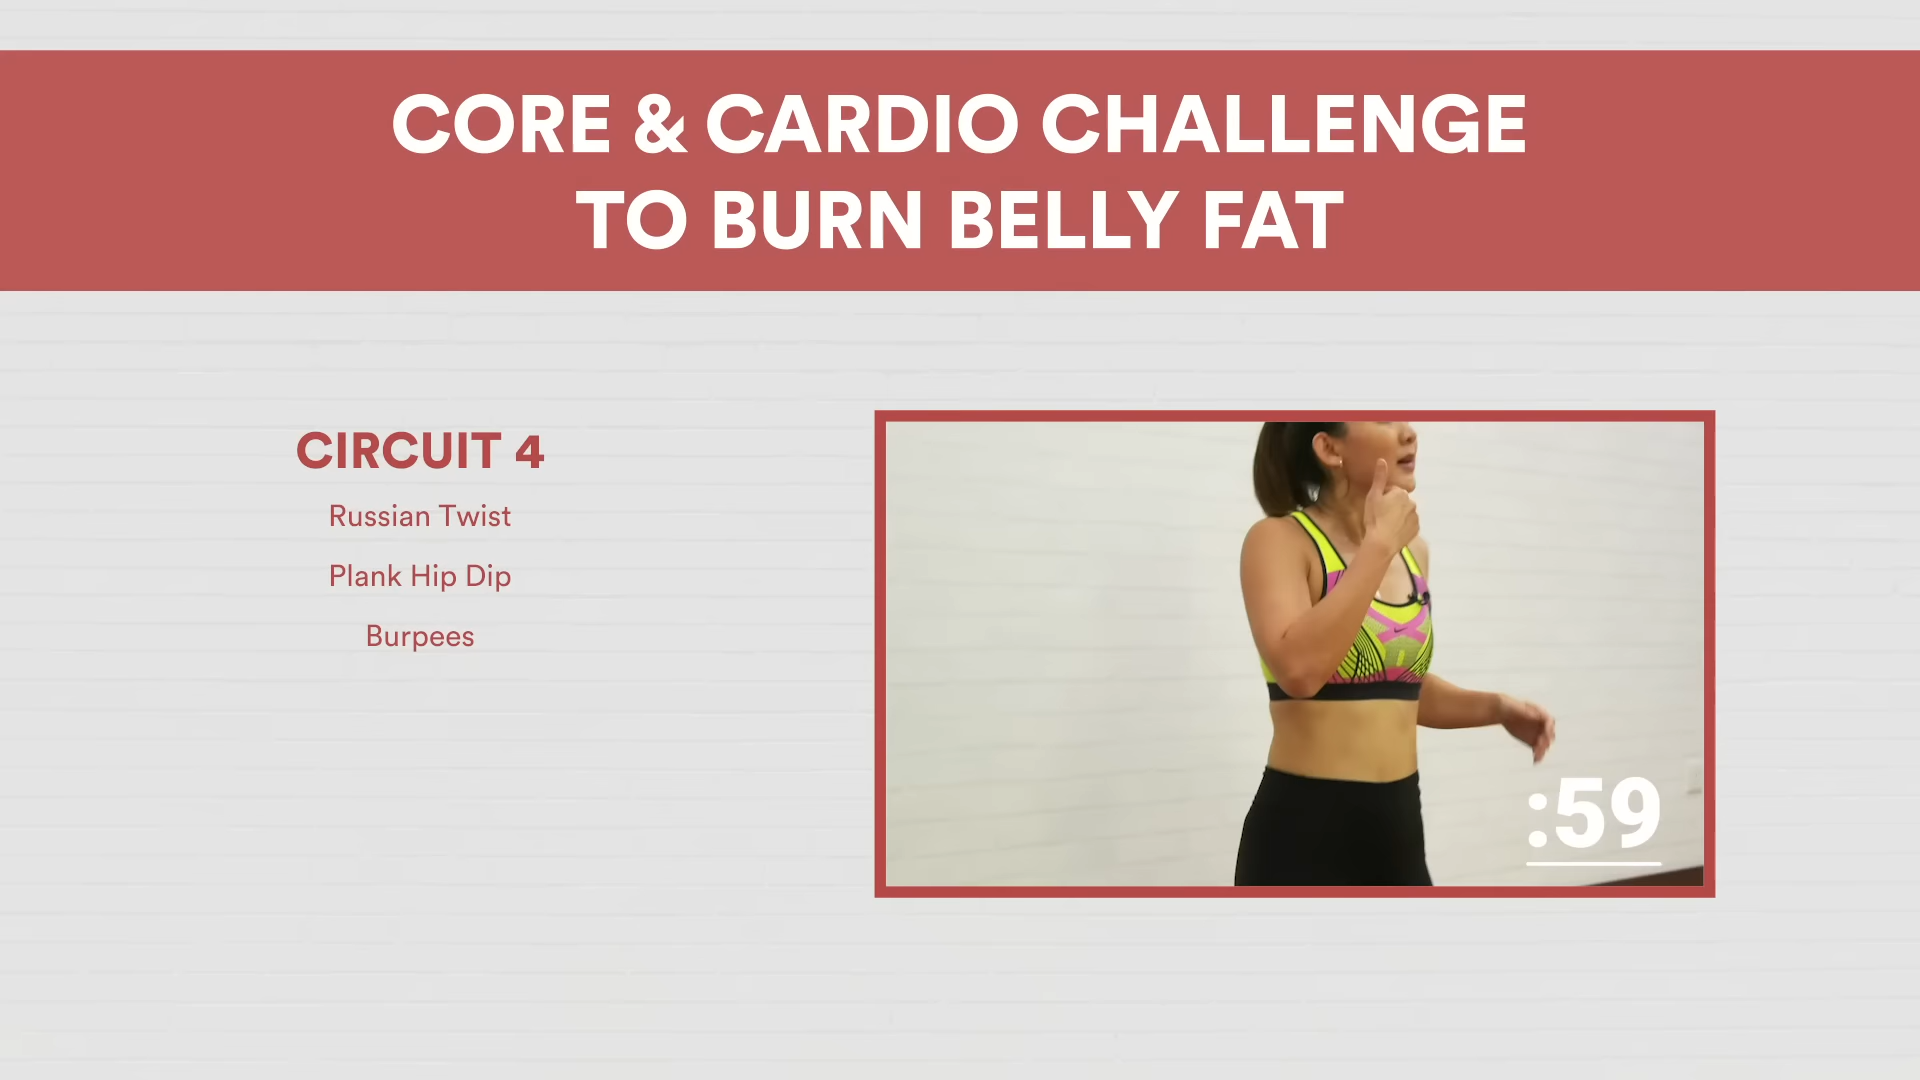 CORE & CARDIO CHALLENGE
TO BURN BELLY FAT
CIRCUIT 4
Russian Twist
Plank Hip Dip
Burpees
:59